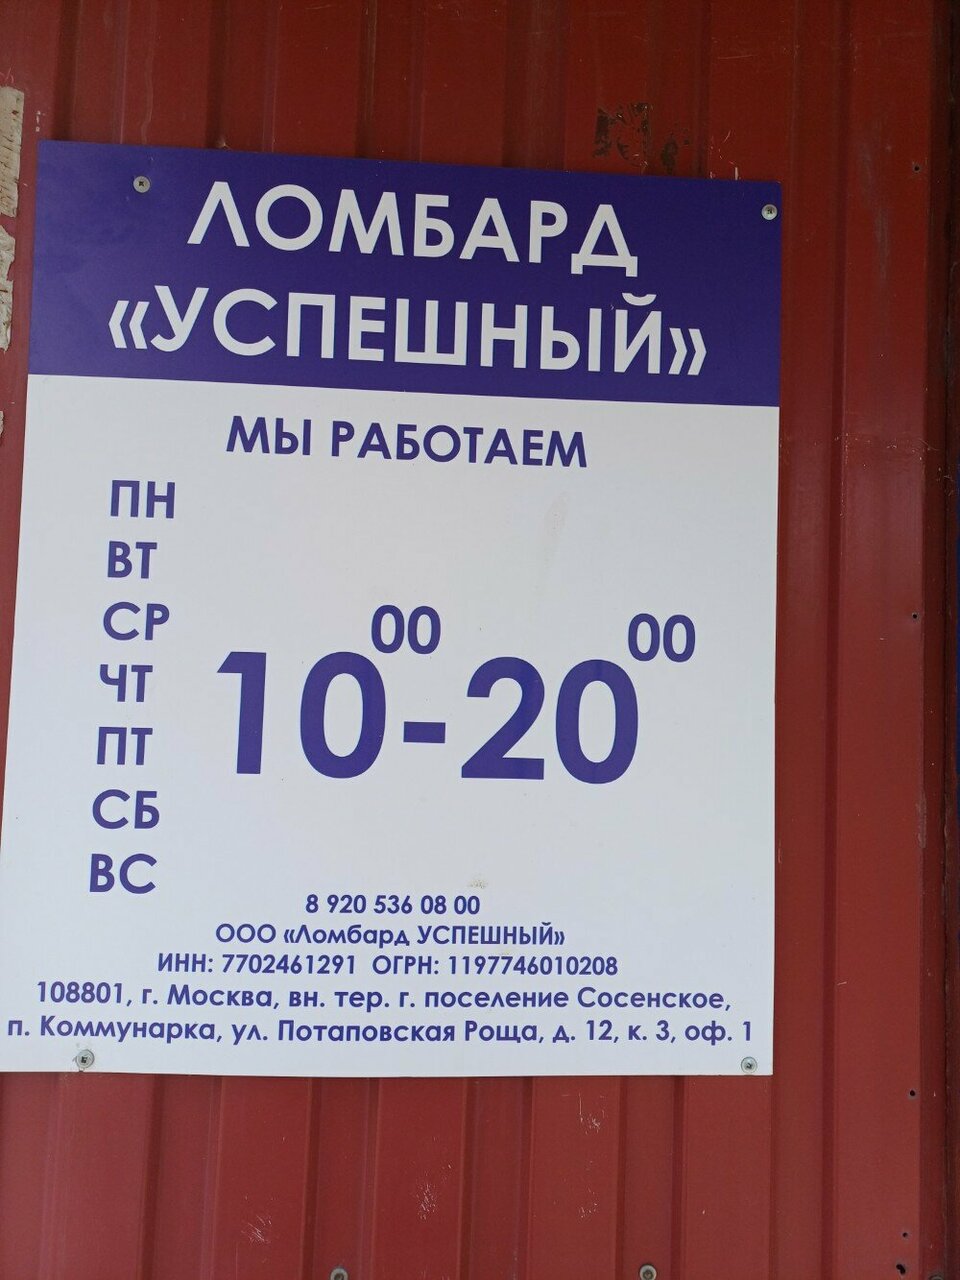 ЛОМБАРД
«УСПЕШНЫЙ»
МЫ РАБОТАЕМ
ПН
ВТ
СР
ЧТ
ПТ
СБ
ВС
10⁰⁰-20⁰⁰
8 920 536 08 00
ООО «Ломбард УСПЕШНЫЙ»
ИНН: 7702461291 ОГРН: 1197746010208
108801, г. Москва, вн. тер. г. поселение Сосенское,
п. Коммунарка, ул. Потаповская Роща, д. 12, к. 3, оф. 1